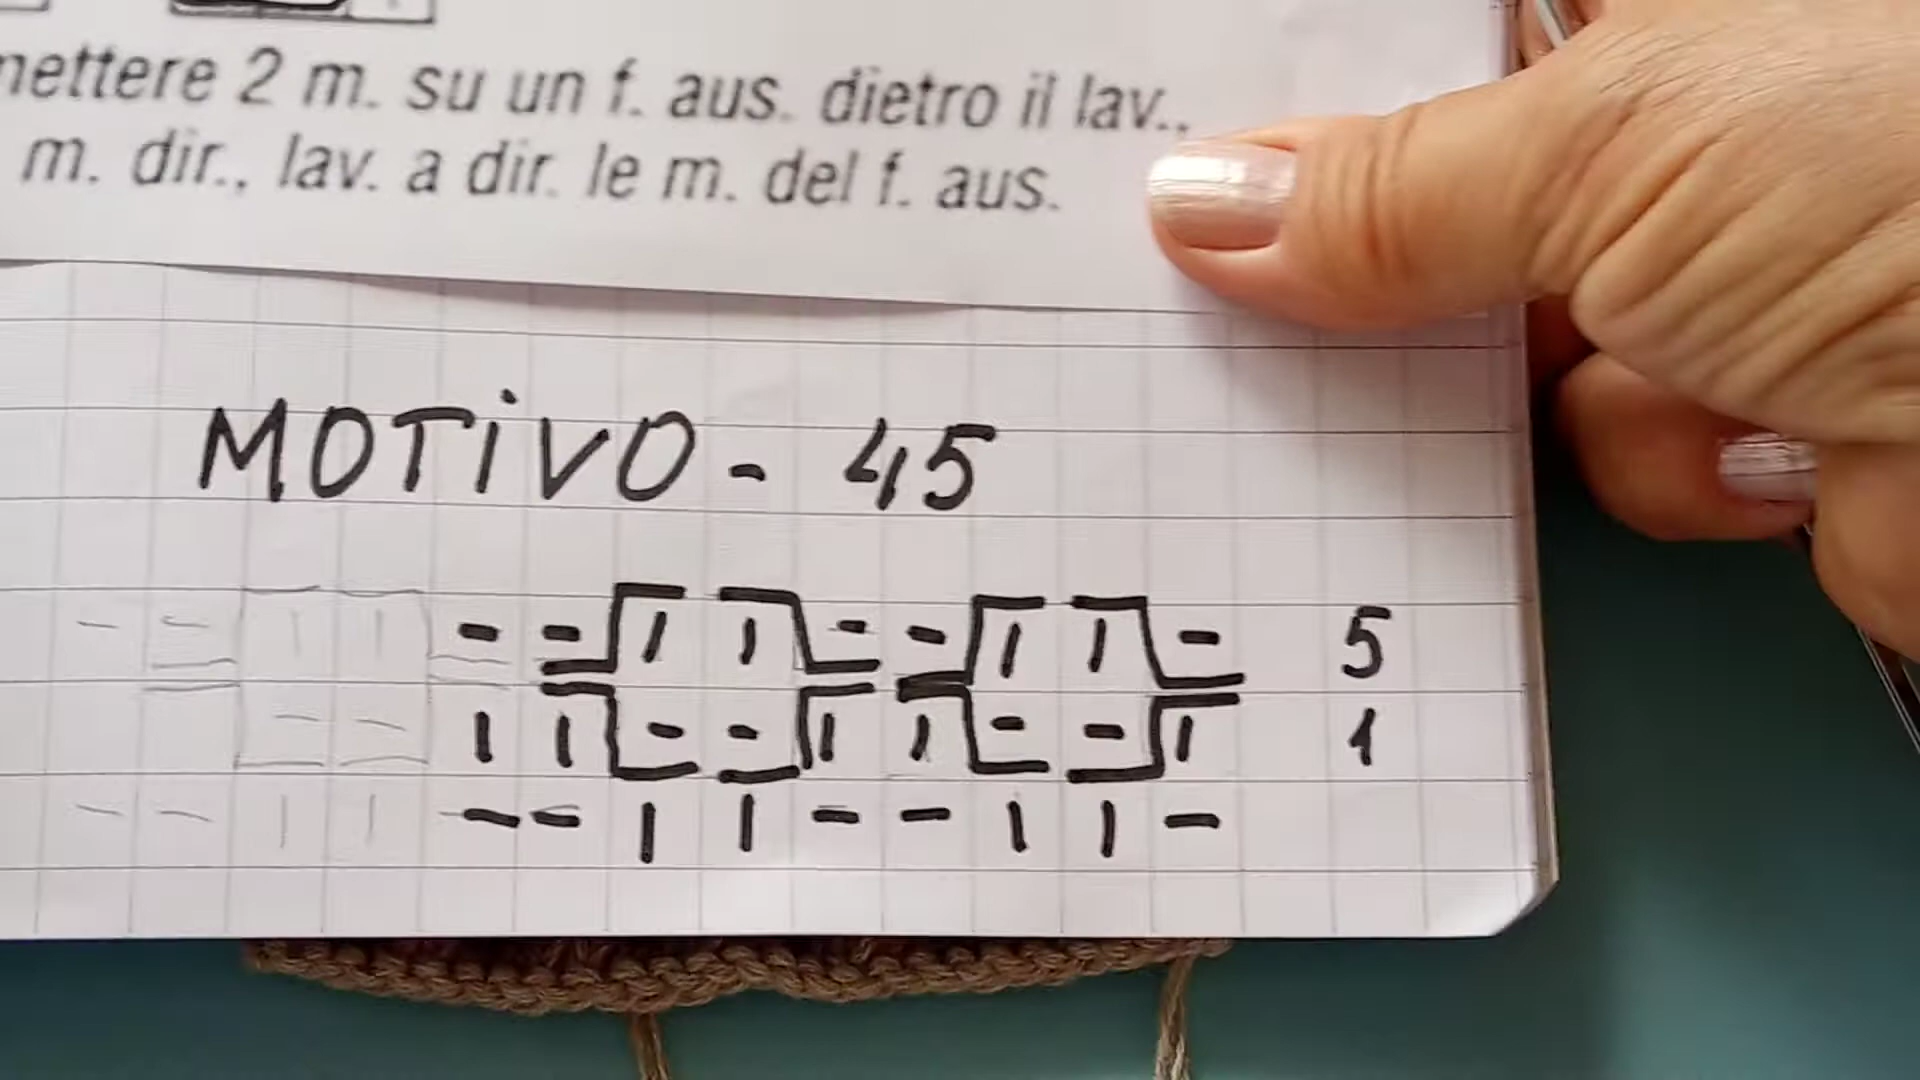 mettere 2 m. su un f. aus. dietro il lav.,
m. dir., lav. a dir. le m. del f. aus.
MOTiVO - 45
5
1